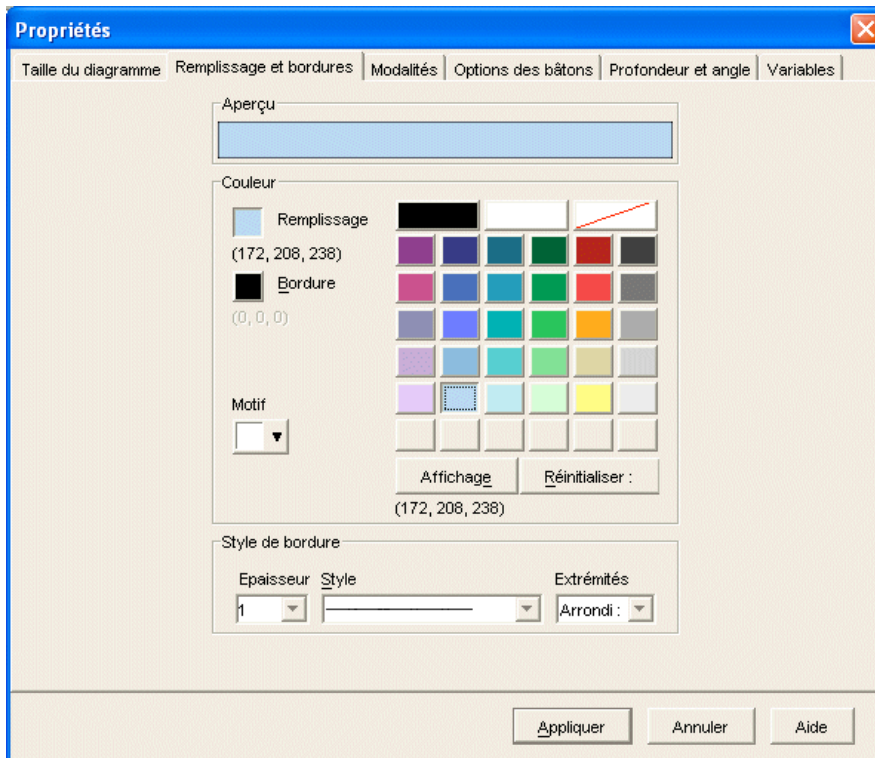 Propriétés
Taille du diagramme Remplissage et bordures Modalités Options des bâtons Profondeur et angle Variables
Aperçu
Couleur
Remplissage
(172, 208, 238)
Bordure
(0, 0, 0)
Motif
Affichage Réinitialiser :
(172, 208, 238)
Style de bordure
Epaisseur Style Extrémités
1 Arrondi :
Appliquer Annuler Aide